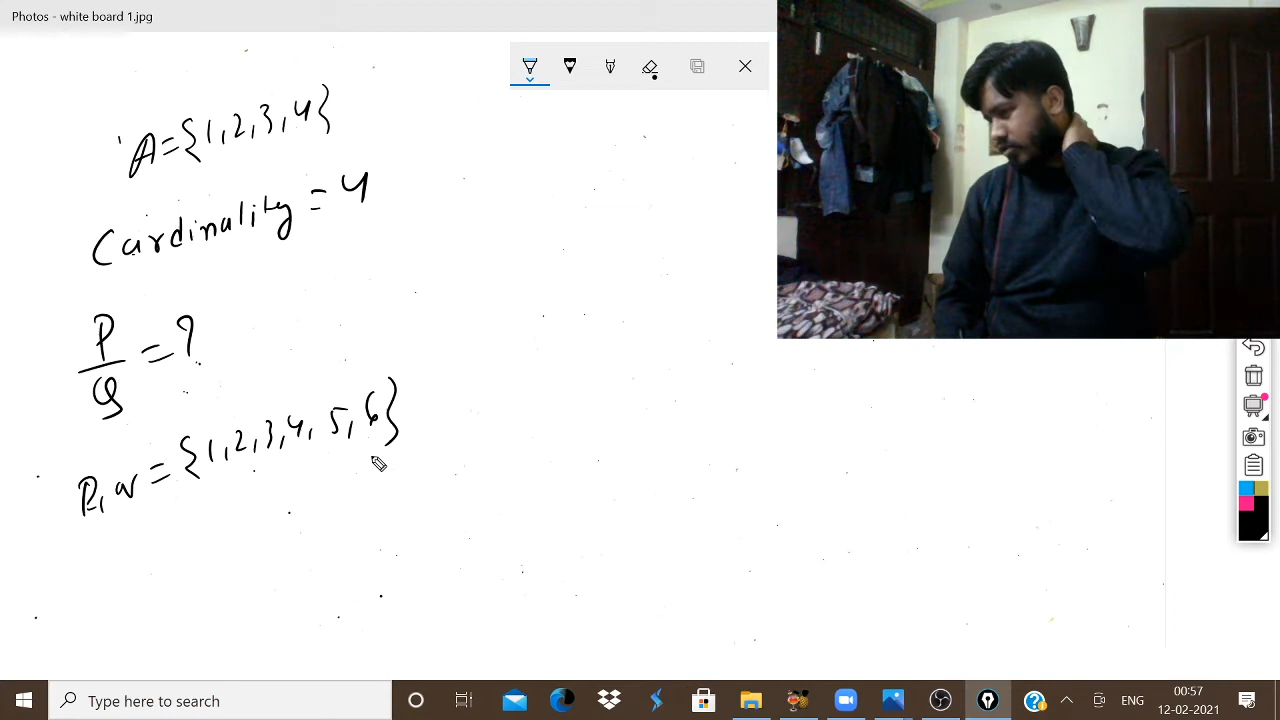 Photos - white board 1.jpg
A={1,2,3,4}
Cardinality = 4
P/Q = ?
= {1,2,3,4, 5, 6}
Type here to search
ENG
00:57
12-02-2021